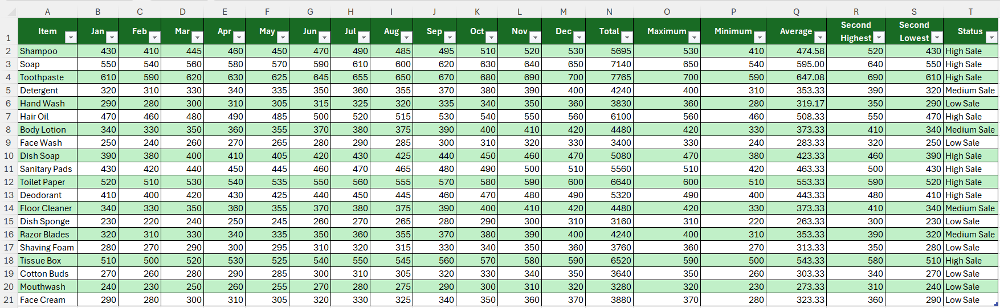 A B C D E F G H I J K L M N O P Q R S T
1 Item Jan Feb Mar Apr May Jun Jul Aug Sep Oct Nov Dec Total Maximum Minimum Average Second Highest Second Lowest Status
2 Shampoo 430 410 445 460 450 470 490 485 495 510 520 530 5695 530 410 474.58 520 430 High Sale
3 Soap 550 540 560 580 570 590 610 600 620 630 640 650 7140 650 540 595.00 640 550 High Sale
4 Toothpaste 610 590 620 630 625 645 655 650 670 680 690 700 7765 700 590 647.08 690 610 High Sale
5 Detergent 320 310 330 340 335 350 360 355 370 380 390 400 4240 400 310 353.33 390 320 Medium Sale
6 Hand Wash 290 280 300 310 305 315 325 320 335 340 350 360 3830 360 280 319.17 350 290 Low Sale
7 Hair Oil 470 460 480 490 485 500 520 515 530 540 550 560 6100 560 460 508.33 550 470 High Sale
8 Body Lotion 340 330 350 360 355 370 380 375 390 400 410 420 4480 420 330 373.33 410 340 Medium Sale
9 Face Wash 250 240 260 270 265 280 290 285 300 310 320 330 3400 330 240 283.33 320 250 Low Sale
10 Dish Soap 390 380 400 410 405 420 430 425 440 450 460 470 5080 470 380 423.33 460 390 High Sale
11 Sanitary Pads 430 420 440 450 445 460 470 465 480 490 500 510 5560 510 420 463.33 500 430 High Sale
12 Toilet Paper 520 510 530 540 535 550 560 555 570 580 590 600 6640 600 510 553.33 590 520 High Sale
13 Deodorant 410 400 420 430 425 440 450 445 460 470 480 490 5320 490 400 443.33 480 410 High Sale
14 Floor Cleaner 340 330 350 360 355 370 380 375 390 400 410 420 4480 420 330 373.33 410 340 Medium Sale
15 Dish Sponge 230 220 240 250 245 260 270 265 280 290 300 310 3160 310 220 263.33 300 230 Low Sale
16 Razor Blades 320 310 330 340 335 350 360 355 370 380 390 400 4240 400 310 353.33 390 320 Medium Sale
17 Shaving Foam 280 270 290 300 295 310 320 315 330 340 350 360 3760 360 270 313.33 350 280 Low Sale
18 Tissue Box 510 500 520 530 525 540 550 545 560 570 580 590 6520 590 500 543.33 580 510 High Sale
19 Cotton Buds 270 260 280 290 285 300 310 305 320 330 340 350 3640 350 260 303.33 340 270 Low Sale
20 Mouthwash 240 230 250 260 255 270 280 275 290 300 310 320 3280 320 230 273.33 310 240 Low Sale
21 Face Cream 290 280 300 310 305 320 330 325 340 350 360 370 3880 370 280 323.33 360 290 Low Sale